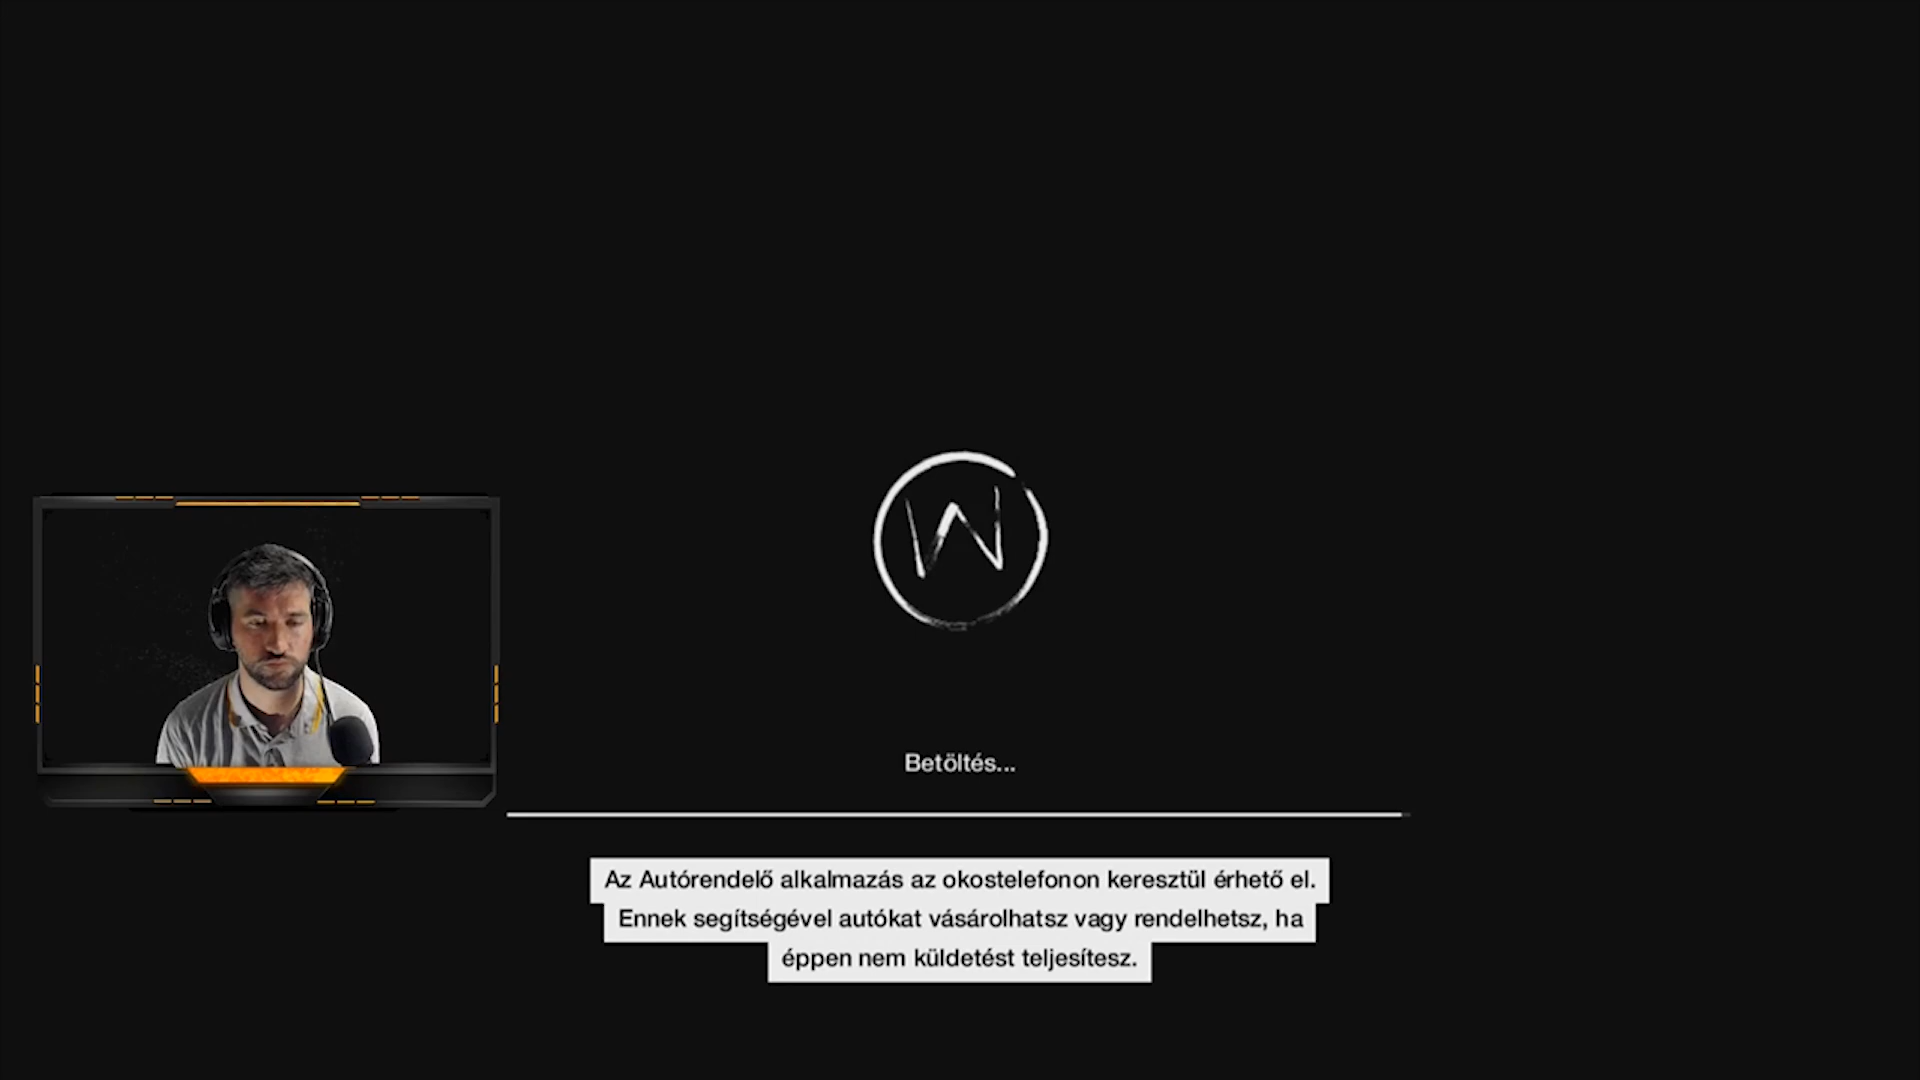 W
Betöltés...
Az Autórendelő alkalmazás az okostelefonon keresztül érhető el.
Ennek segítségével autókat vásárolhatsz vagy rendelhetsz, ha
éppen nem küldetést teljesítesz.